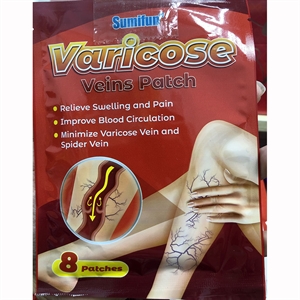 Sumifun
Varicose
Veins Patch
• Relieve Swelling and Pain
• Improve Blood Circulation
• Minimize Varicose Vein and
Spider Vein
8 Patches